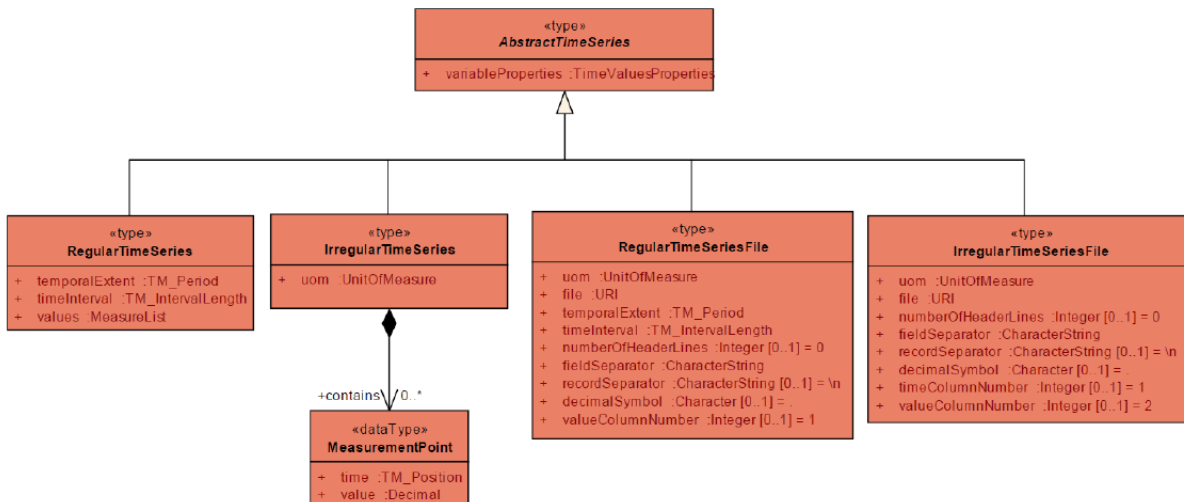 «type»
AbstractTimeSeries
+ variableProperties :TimeValuesProperties
«type»
RegularTimeSeries
+ temporalExtent :TM_Period
+ timeInterval :TM_IntervalLength
+ values :MeasureList
«type»
IrregularTimeSeries
+ uom :UnitOfMeasure
«type»
RegularTimeSeriesFile
+ uom :UnitOfMeasure
+ file :URI
+ temporalExtent :TM_Period
+ timeInterval :TM_IntervalLength
+ numberOfHeaderLines :Integer [0..1] = 0
+ fieldSeparator :CharacterString
+ recordSeparator :CharacterString [0..1] = \n
+ decimalSymbol :Character [0..1] = .
+ valueColumnNumber :Integer [0..1] = 1
«type»
IrregularTimeSeriesFile
+ uom :UnitOfMeasure
+ file :URI
+ numberOfHeaderLines :Integer [0..1] = 0
+ fieldSeparator :CharacterString
+ recordSeparator :CharacterString [0..1] = \n
+ decimalSymbol :Character [0..1] = .
+ timeColumnNumber :Integer [0..1] = 1
+ valueColumnNumber :Integer [0..1] = 2
+contains 0..*
«dataType»
MeasurementPoint
+ time :TM_Position
+ value :Decimal